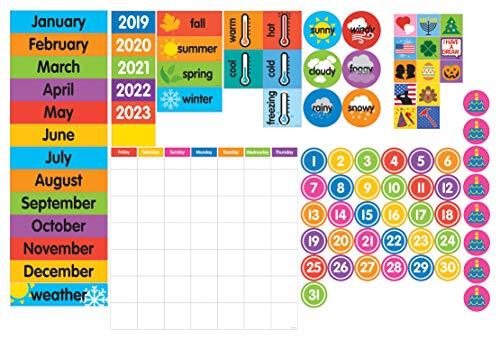 January
February
March
April
May
June
July
August
September
October
November
December
weather
2019
2020
2021
2022
2023
fall
summer
spring
winter
warm
hot
cool
cold
freezing
sunny
windy
cloudy
foggy
rainy
snowy
I HAVE A DREAM
Friday Saturday Sunday Monday Tuesday Wednesday Thursday
1 2 3 4 5 6
7 8 9 10 11 12
13 14 15 16 17 18
19 20 21 22 23 24
25 26 27 28 29 30
31